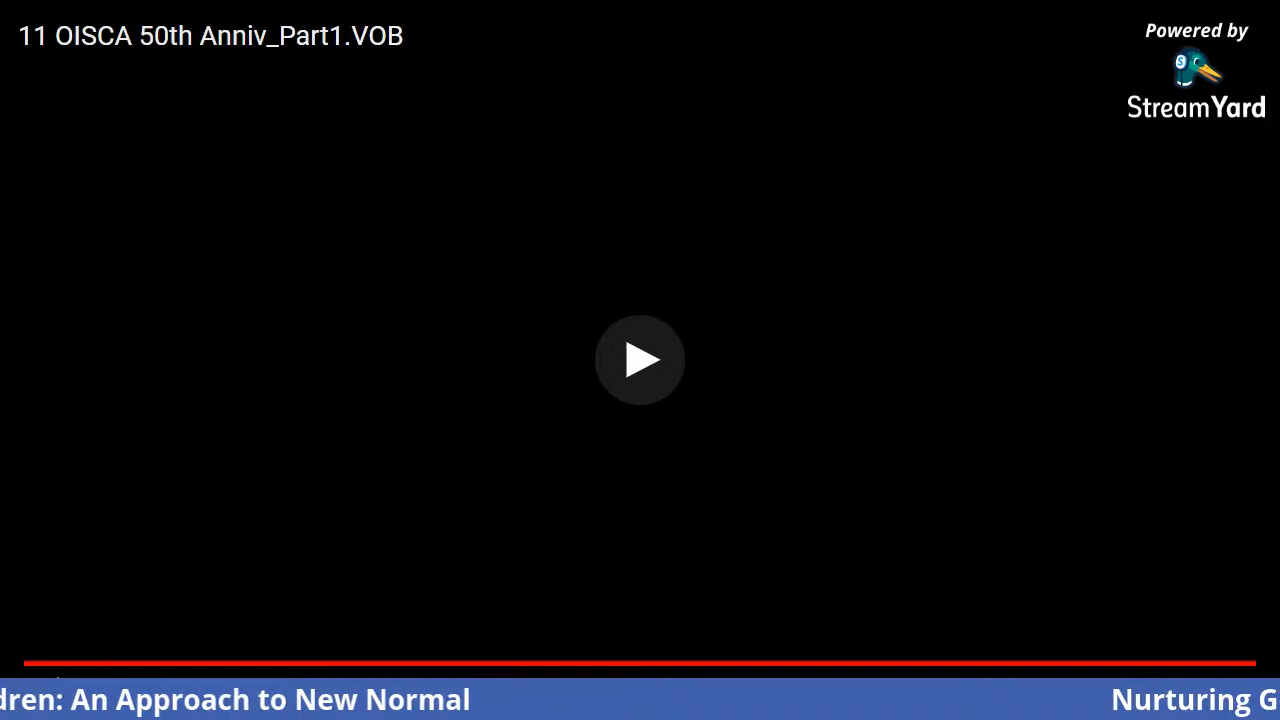 11 OISCA 50th Anniv_Part1.VOB
Powered by
S
StreamYard
dren: An Approach to New Normal
Nurturing G